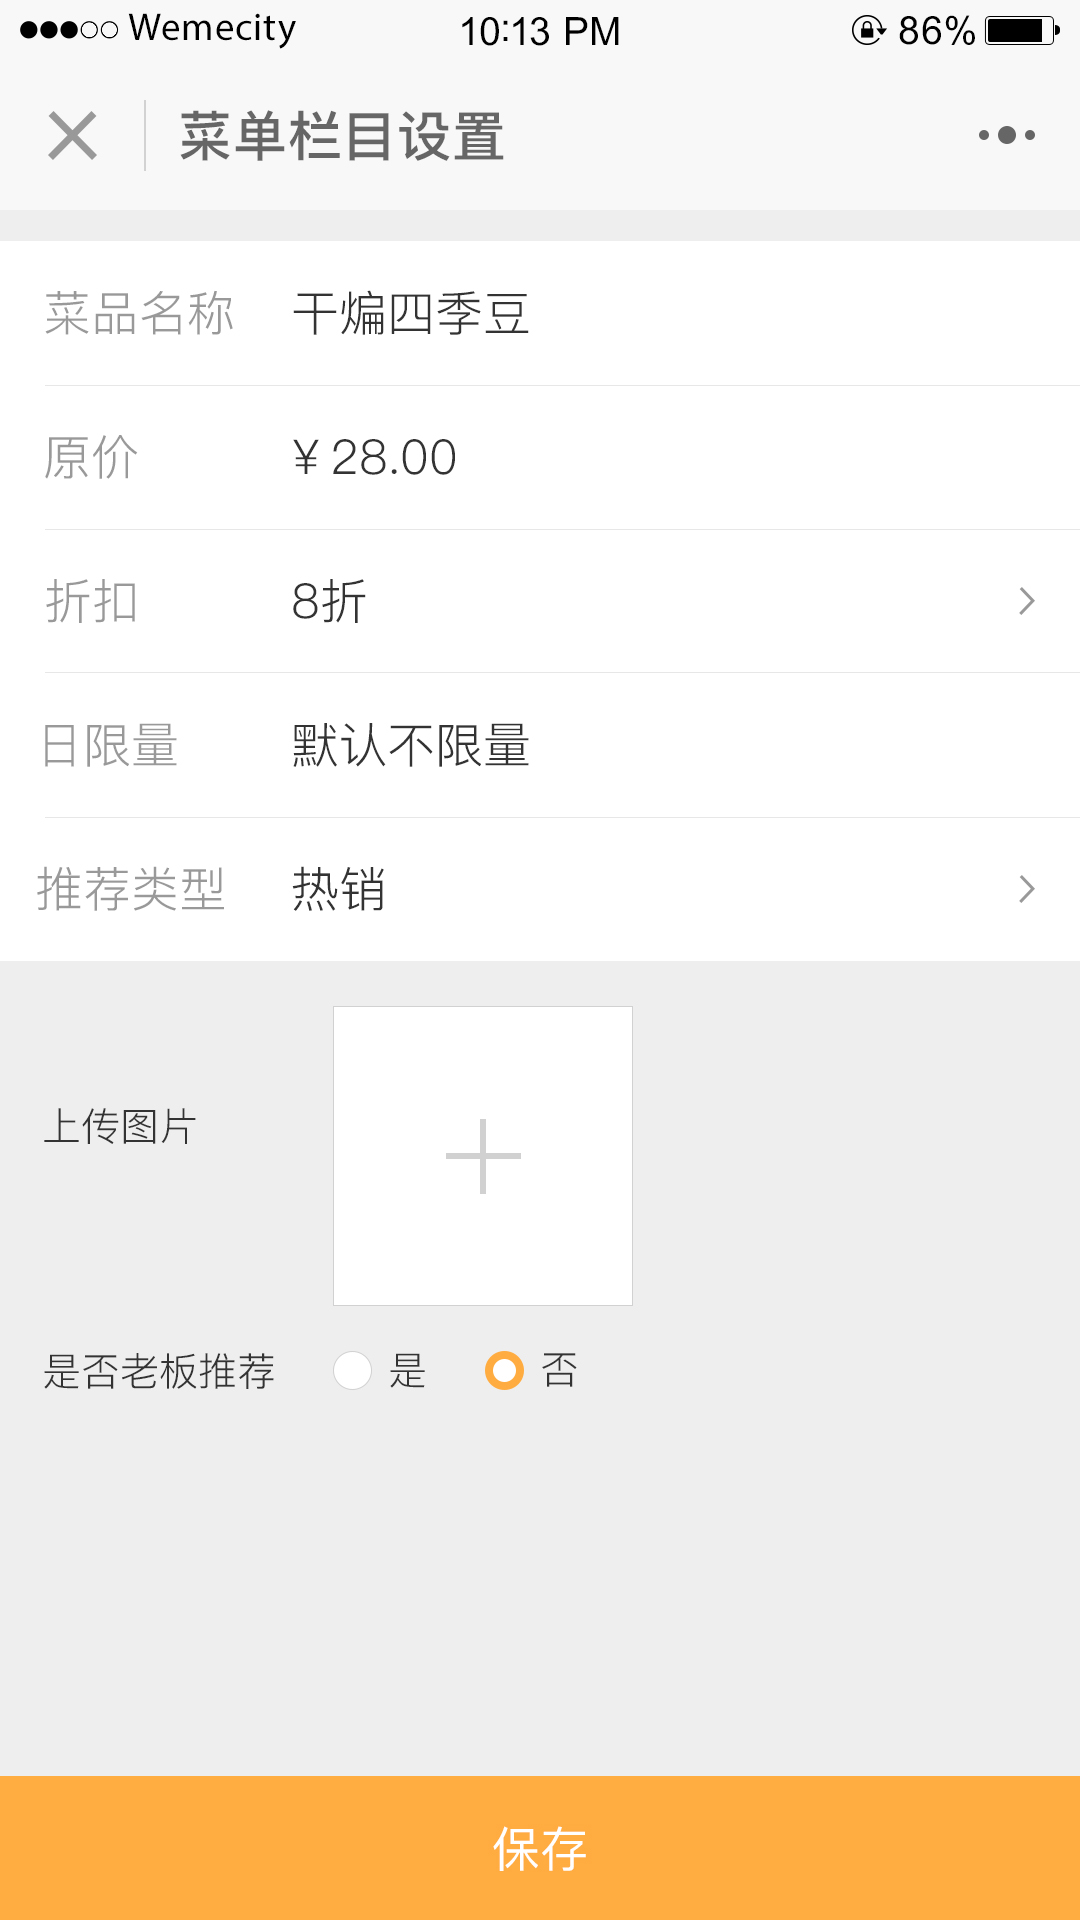 Wemecity 10:13 PM 86%
菜单栏目设置
菜品名称 干煸四季豆
原价 ¥ 28.00
折扣 8折
日限量 默认不限量
推荐类型 热销
上传图片
是否老板推荐 是 否
保存